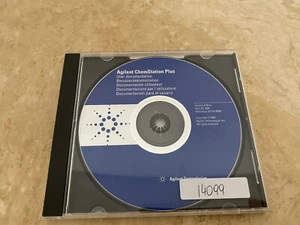 Agilent ChemStation Plus
User documentation
Benutzerdokumentation
Documentation utilisateur
Documentazione per l'utilizzatore
Documentación para el usuario
Agilent Technologies
14099